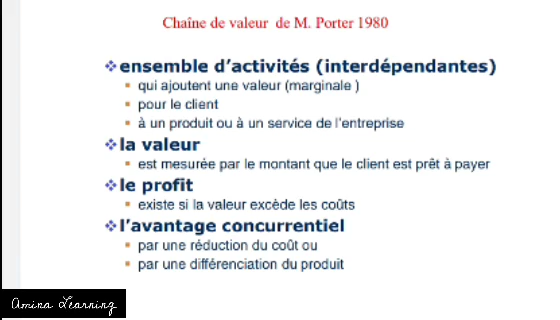 Chaîne de valeur de M. Porter 1980
ensemble d'activités (interdépendantes)
qui ajoutent une valeur (marginale )
pour le client
à un produit ou à un service de l'entreprise
la valeur
est mesurée par le montant que le client est prêt à payer
le profit
existe si la valeur excède les coûts
l'avantage concurrentiel
par une réduction du coût ou
par une différenciation du produit
Amina Learning